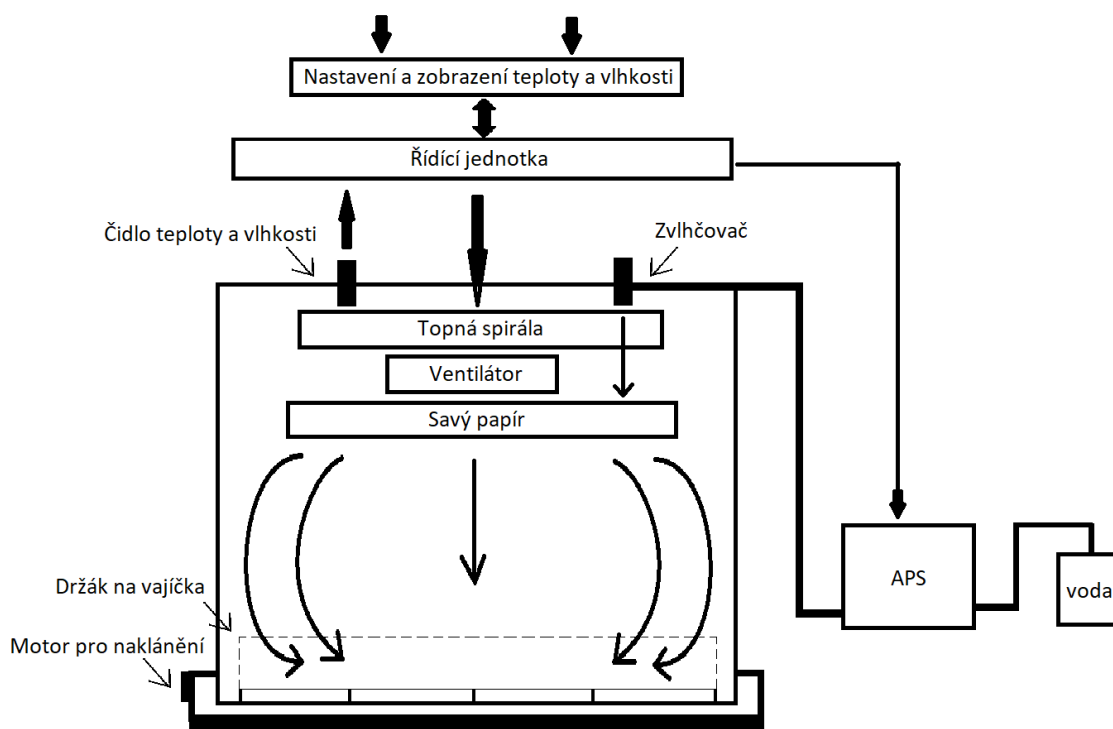 Nastavení a zobrazení teploty a vlhkosti
Řídící jednotka
Čidlo teploty a vlhkosti
Zvlhčovač
Topná spirála
Ventilátor
Savý papír
APS
voda
Držák na vajíčka
Motor pro naklánění